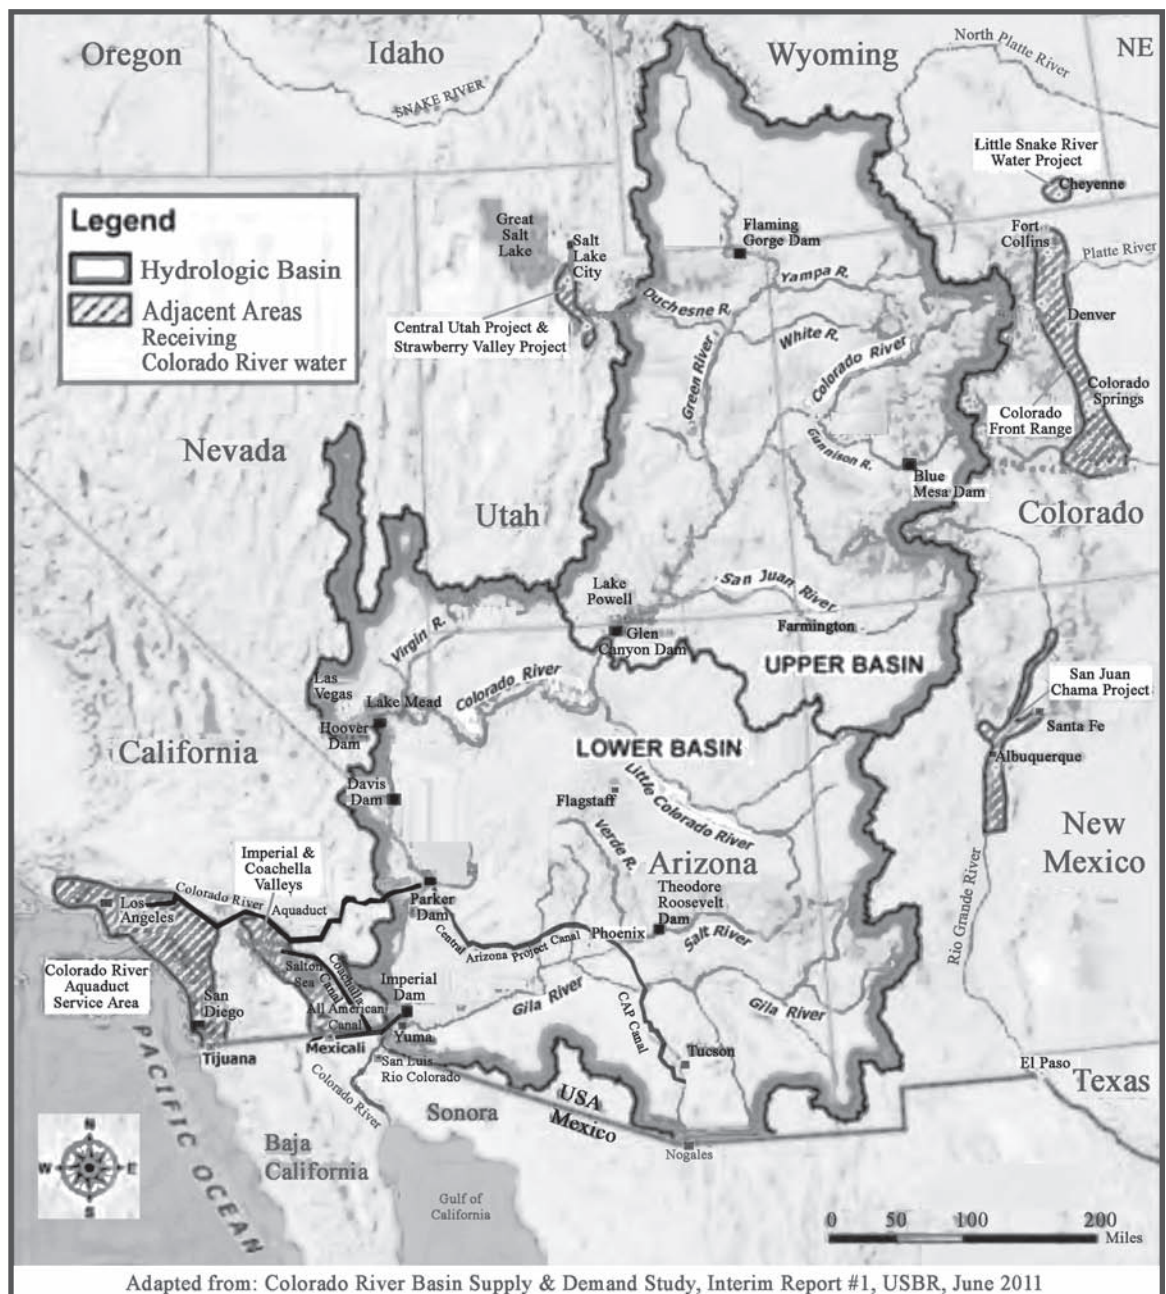 Oregon
Idaho
Wyoming
NE
North Platte
River
SNAKE RIVER
Little Snake River
Water Project
Cheyenne
Legend
Hydrologic Basin
Adjacent Areas
Receiving
Colorado River water
Great
Salt
Lake
Salt
Lake
City
Flaming
Gorge Dam
Fort
Collins
Platte River
Yampa R.
Duchesne R.
Denver
White R.
Central Utah Project &
Strawberry Valley Project
Green River
Colorado River
Colorado
Springs
Colorado
Front Range
Gunnison R.
Blue
Mesa Dam
Nevada
Utah
Colorado
Lake
Powell
San Juan River
Farmington
Glen
Canyon Dam
UPPER BASIN
Virgin R.
Las
Vegas
Lake Mead
Colorado River
San Juan
Chama Project
Santa Fe
Hoover
Dam
California
LOWER BASIN
Albuquerque
Davis
Dam
Flagstaff
Little Colorado River
Verde R.
Arizona
New
Mexico
Imperial &
Coachella
Valleys
Colorado River
Aquaduct
Los
Angeles
Parker
Dam
Theodore
Roosevelt
Dam
Phoenix
Salt River
Central
Arizona Project Canal
Rio Grande River
Colorado River
Aquaduct
Service Area
Salton
Sea
Coachella
Canal
Imperial
Dam
San
Diego
All American
Canal
Gila River
CAP Canal
Gila River
Yuma
Tijuana
Mexicali
Tucson
El Paso
San Luis
Rio Colorado
Texas
PACIFIC OCEAN
Colorado River
Sonora
USA
Mexico
Nogales
Baja
California
N
W
E
S
Gulf of
California
0 50 100 200
Miles
Adapted from: Colorado River Basin Supply & Demand Study, Interim Report #1, USBR, June 2011